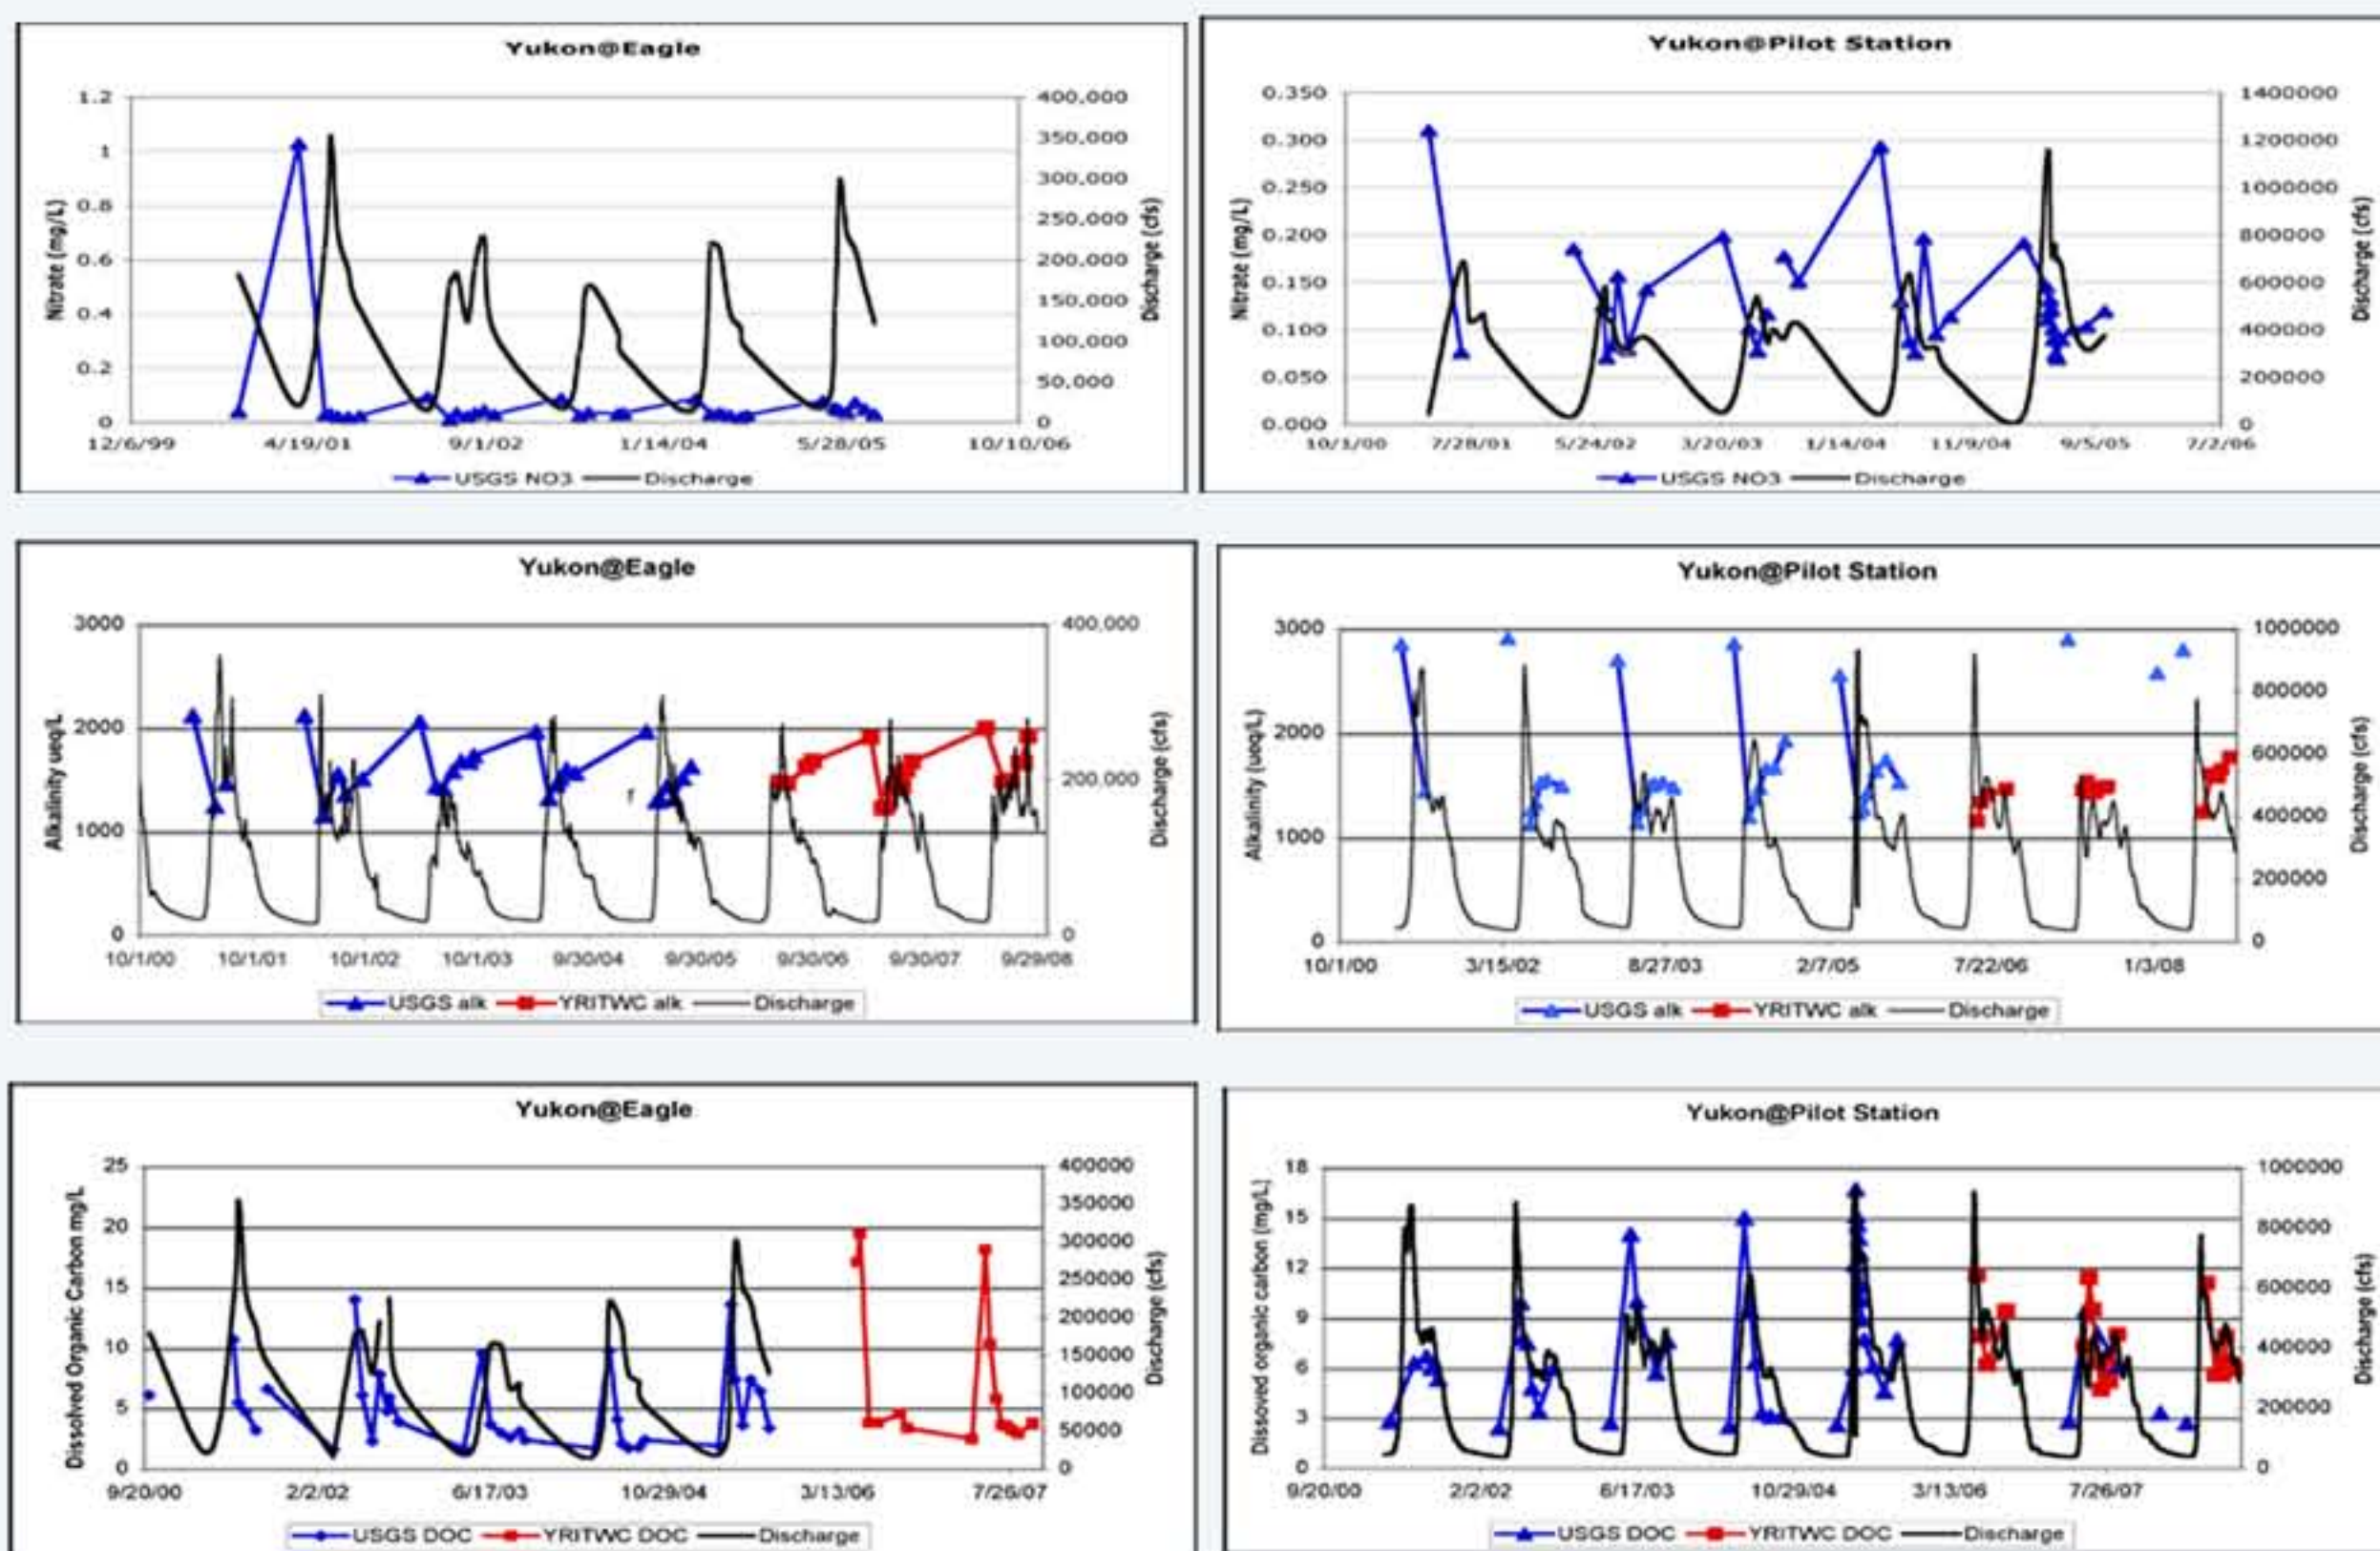 Yukon@Eagle
1.2
1
0.8
0.6
0.4
0.2
0
Nitrate (mg/L)
400,000
350,000
300,000
250,000
200,000
150,000
100,000
50,000
0
Discharge (cfs)
12/6/99 4/19/01 9/1/02 1/14/04 5/28/05 10/10/06
USGS NO3 Discharge
Yukon@Pilot Station
0.350
0.300
0.250
0.200
0.150
0.100
0.050
0.000
Nitrate (mg/L)
1400000
1200000
1000000
800000
600000
400000
200000
0
Discharge (cfs)
10/1/00 7/28/01 5/24/02 3/20/03 1/14/04 11/9/04 9/5/05 7/2/06
USGS NO3 Discharge
Yukon@Eagle
3000
2000
1000
0
Alkalinity ueq/L
400,000
200,000
0
Discharge (cfs)
10/1/00 10/1/01 10/1/02 10/1/03 9/30/04 9/30/05 9/30/06 9/30/07 9/29/08
USGS alk YRITWC alk Discharge
Yukon@Pilot Station
3000
2000
1000
0
Alkalinity (ueq/L)
1000000
800000
600000
400000
200000
0
Discharge (cfs)
10/1/00 3/15/02 8/27/03 2/7/05 7/22/06 1/3/08
USGS alk YRITWC alk Discharge
Yukon@Eagle
25
20
15
10
5
0
Dissolved Organic Carbon mg/L
400000
350000
300000
250000
200000
150000
100000
50000
0
Discharge (cfs)
9/20/00 2/2/02 6/17/03 10/29/04 3/13/06 7/26/07
USGS DOC YRITWC DOC Discharge
Yukon@Pilot Station
18
15
12
9
6
3
0
Dissoved organic carbon (mg/L)
1000000
800000
600000
400000
200000
0
Discharge (cfs)
9/20/00 2/2/02 6/17/03 10/29/04 3/13/06 7/26/07
USGS DOC YRITWC DOC Discharge